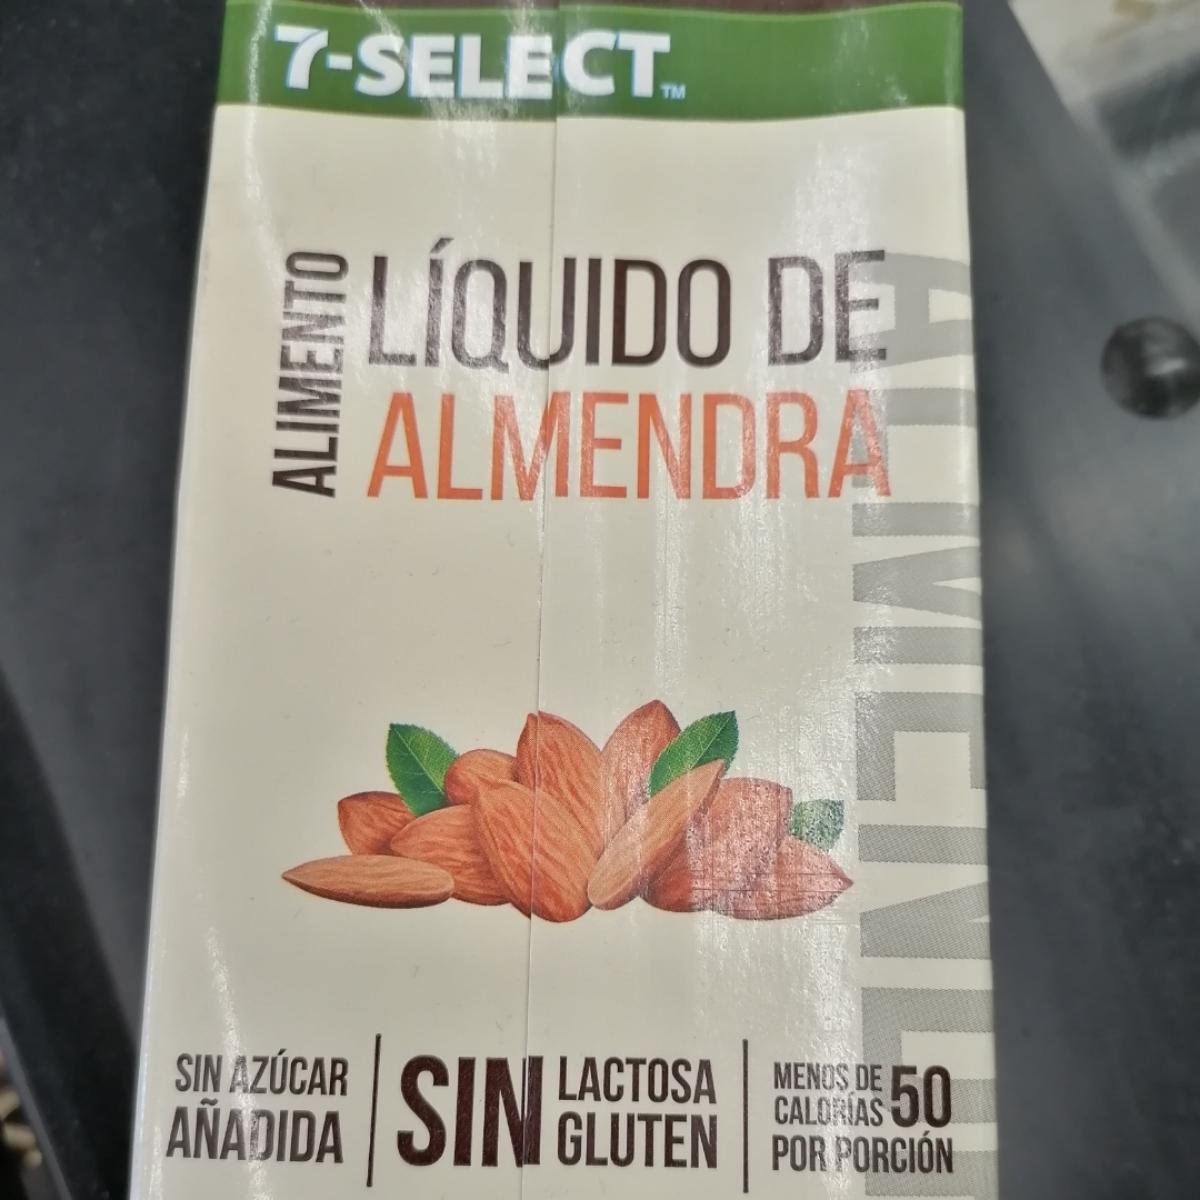 7-SELECT™
ALIMENTO
LÍQUIDO DE
ALMENDRA
SIN AZÚCAR
AÑADIDA
SIN
LACTOSA
GLUTEN
MENOS DE
CALORÍAS 50
POR PORCIÓN